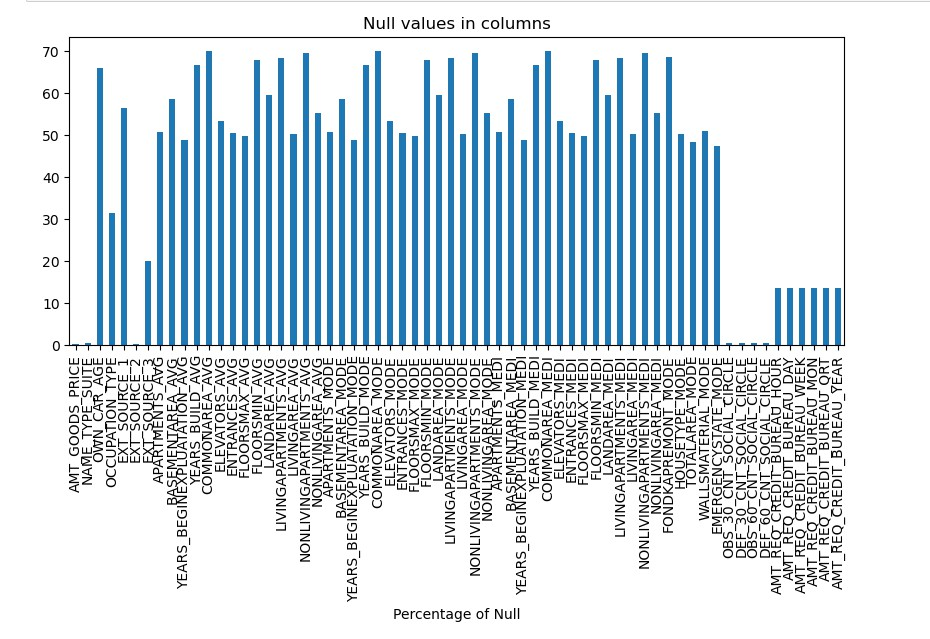 Null values in columns
70
60
50
40
30
20
10
0
AMT_GOODS_PRICE
NAME_TYPE_SUITE
OWN_CAR_AGE
OCCUPATION_TYPE
EXT_SOURCE_1
EXT_SOURCE_2
EXT_SOURCE_3
APARTMENTS_AVG
BASEMENTAREA_AVG
YEARS_BEGINEXPLUATATION_AVG
YEARS_BUILD_AVG
COMMONAREA_AVG
ELEVATORS_AVG
ENTRANCES_AVG
FLOORSMAX_AVG
FLOORSMIN_AVG
LANDAREA_AVG
LIVINGAPARTMENTS_AVG
LIVINGAREA_AVG
NONLIVINGAPARTMENTS_AVG
NONLIVINGAREA_AVG
APARTMENTS_MODE
BASEMENTAREA_MODE
YEARS_BEGINEXPLUATATION_MODE
YEARS_BUILD_MODE
COMMONAREA_MODE
ELEVATORS_MODE
ENTRANCES_MODE
FLOORSMAX_MODE
FLOORSMIN_MODE
LANDAREA_MODE
LIVINGAPARTMENTS_MODE
LIVINGAREA_MODE
NONLIVINGAPARTMENTS_MODE
NONLIVINGAREA_MODE
APARTMENTS_MEDI
BASEMENTAREA_MEDI
YEARS_BEGINEXPLUATATION_MEDI
YEARS_BUILD_MEDI
COMMONAREA_MEDI
ELEVATORS_MEDI
ENTRANCES_MEDI
FLOORSMAX_MEDI
FLOORSMIN_MEDI
LANDAREA_MEDI
LIVINGAPARTMENTS_MEDI
LIVINGAREA_MEDI
NONLIVINGAPARTMENTS_MEDI
NONLIVINGAREA_MEDI
FONDKAPREMONT_MODE
HOUSETYPE_MODE
TOTALAREA_MODE
WALLSMATERIAL_MODE
EMERGENCYSTATE_MODE
OBS_30_CNT_SOCIAL_CIRCLE
DEF_30_CNT_SOCIAL_CIRCLE
OBS_60_CNT_SOCIAL_CIRCLE
DEF_60_CNT_SOCIAL_CIRCLE
AMT_REQ_CREDIT_BUREAU_HOUR
AMT_REQ_CREDIT_BUREAU_DAY
AMT_REQ_CREDIT_BUREAU_WEEK
AMT_REQ_CREDIT_BUREAU_MON
AMT_REQ_CREDIT_BUREAU_QRT
AMT_REQ_CREDIT_BUREAU_YEAR
Percentage of Null